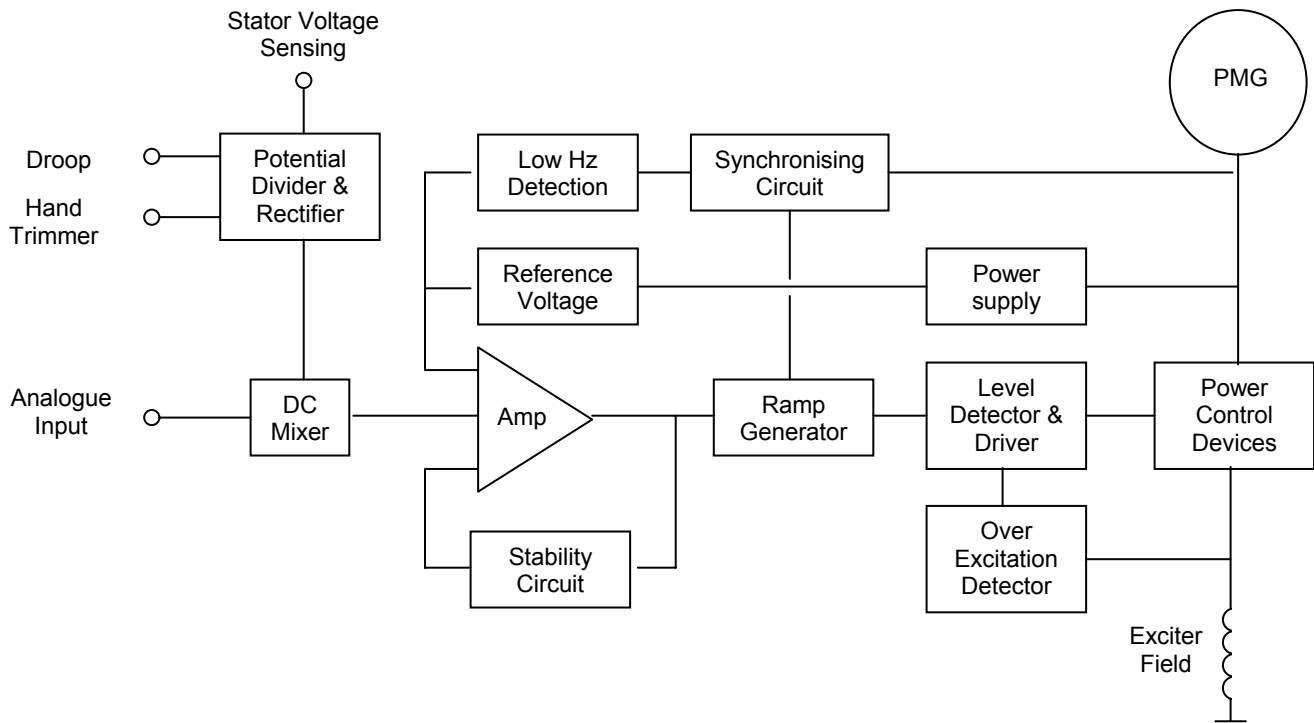 Stator Voltage
Sensing
PMG
Droop
Hand
Trimmer
Potential
Divider &
Rectifier
Low Hz
Detection
Synchronising
Circuit
Reference
Voltage
Power
supply
Analogue
Input
DC
Mixer
Amp
Ramp
Generator
Level
Detector &
Driver
Power
Control
Devices
Stability
Circuit
Over
Excitation
Detector
Exciter
Field